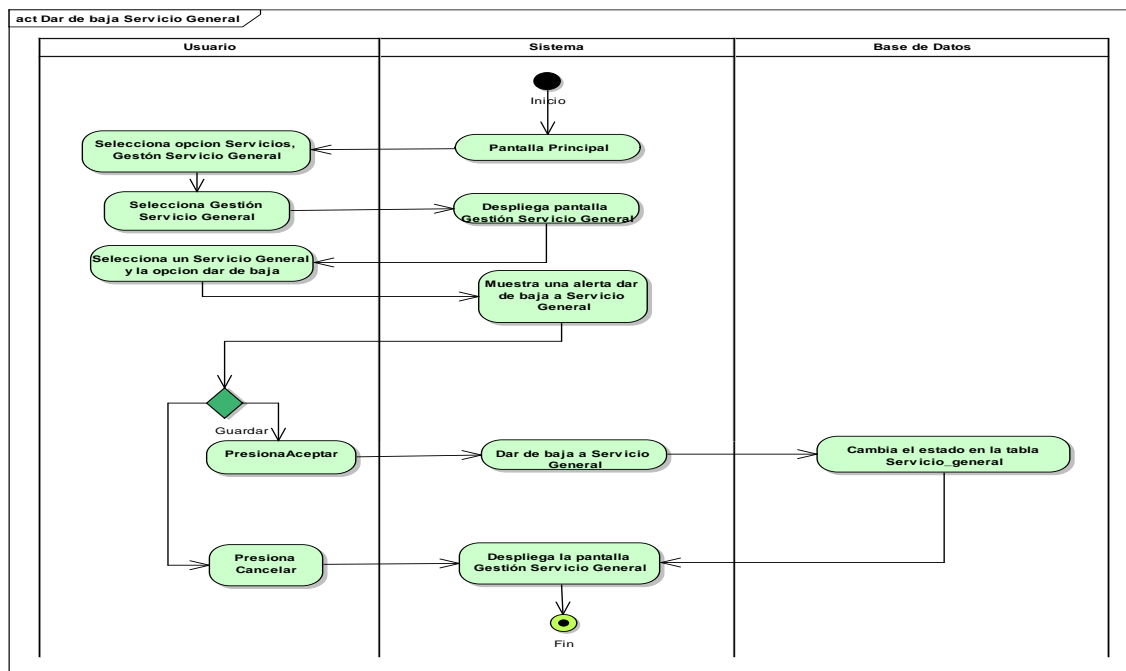 act Dar de baja Servicio General
Usuario
Sistema
Base de Datos
Inicio
Selecciona opcion Servicios,
Gestón Servicio General
Pantalla Principal
Selecciona Gestión
Servicio General
Despliega pantalla
Gestión Servicio General
Selecciona un Servicio General
y la opcion dar de baja
Muestra una alerta dar
de baja a Servicio
General
Guardar
PresionaAceptar
Dar de baja a Servicio
General
Cambia el estado en la tabla
Servicio_general
Presiona
Cancelar
Despliega la pantalla
Gestión Servicio General
Fin